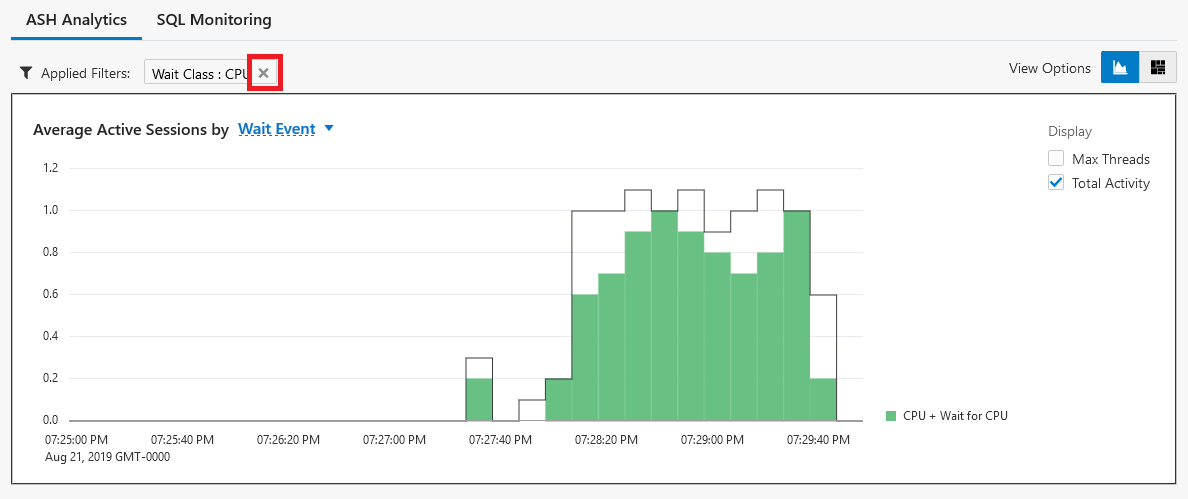 ASH Analytics SQL Monitoring
Applied Filters: Wait Class : CPU View Options
Average Active Sessions by Wait Event
Display
Max Threads
Total Activity
1.2
1.0
0.8
0.6
0.4
0.2
0.0
CPU + Wait for CPU
07:25:00 PM 07:25:40 PM 07:26:20 PM 07:27:00 PM 07:27:40 PM 07:28:20 PM 07:29:00 PM 07:29:40 PM
Aug 21, 2019 GMT-0000